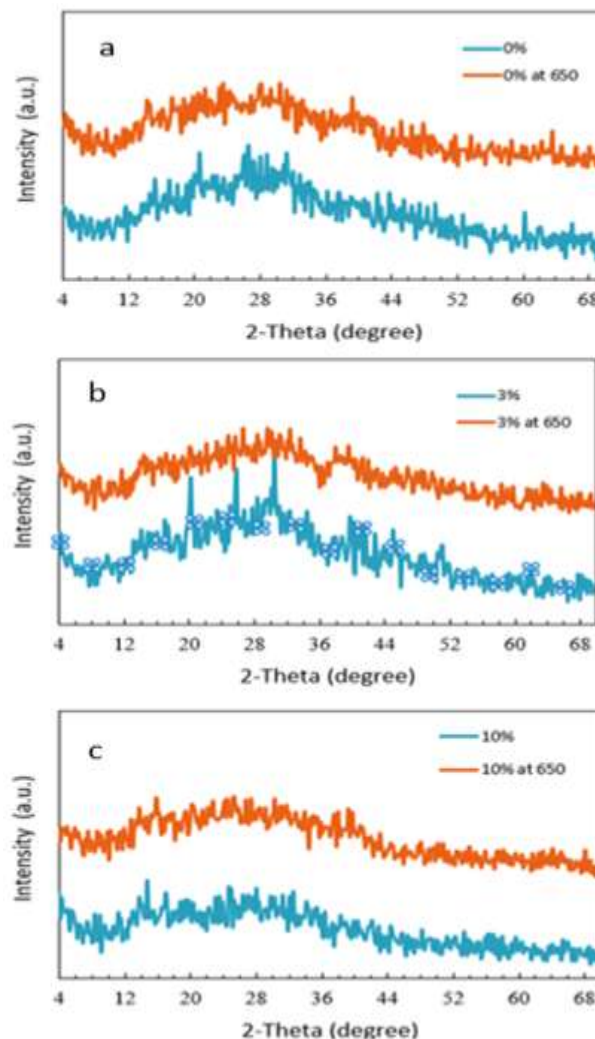 a
0%
0% at 650
Intensity (a.u.)
4 12 20 28 36 44 52 60 68
2-Theta (degree)
b
3%
3% at 650
Intensity (a.u.)
4 12 20 28 36 44 52 60 68
2-Theta (degree)
c
10%
10% at 650
Intensity (a.u.)
4 12 20 28 36 44 52 60 68
2-Theta (degree)